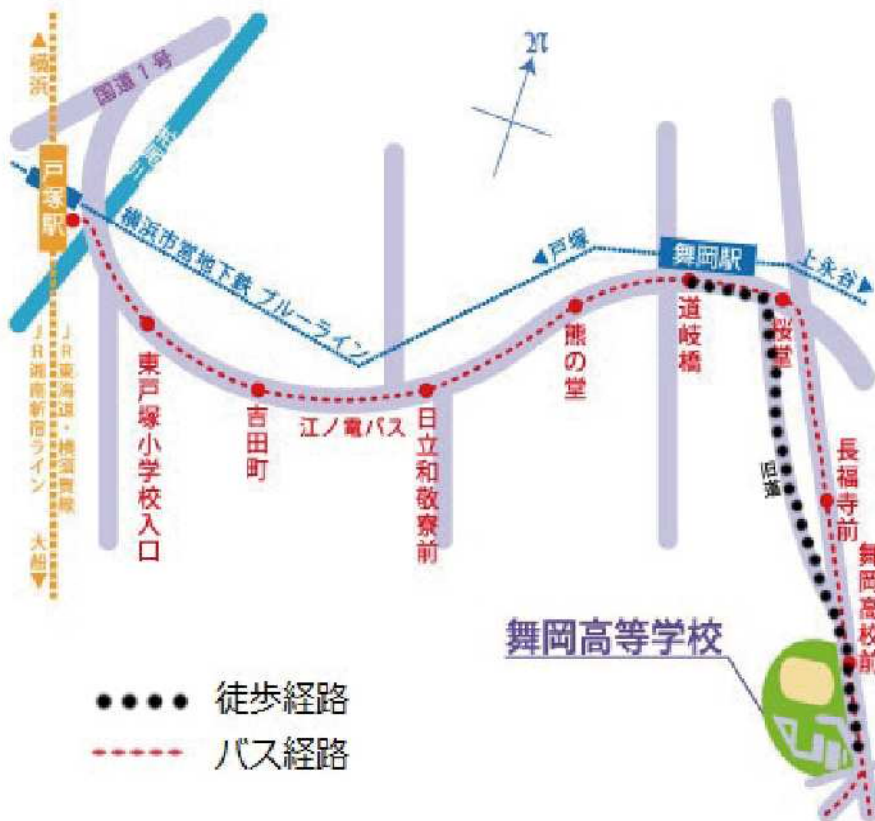 ▲横浜
国道1号
N
戸塚駅
横浜市営地下鉄 ブルーライン
◀戸塚
舞岡駅
上永谷▶
JR東海道・横須賀線
JR湘南新宿ライン
大船▼
東戸塚小学校入口
吉田町
江ノ電バス
日立和敬寮前
熊の堂
道岐橋
桜堂
旧道
長福寺前
舞岡高校前
舞岡高等学校
徒歩経路
バス経路